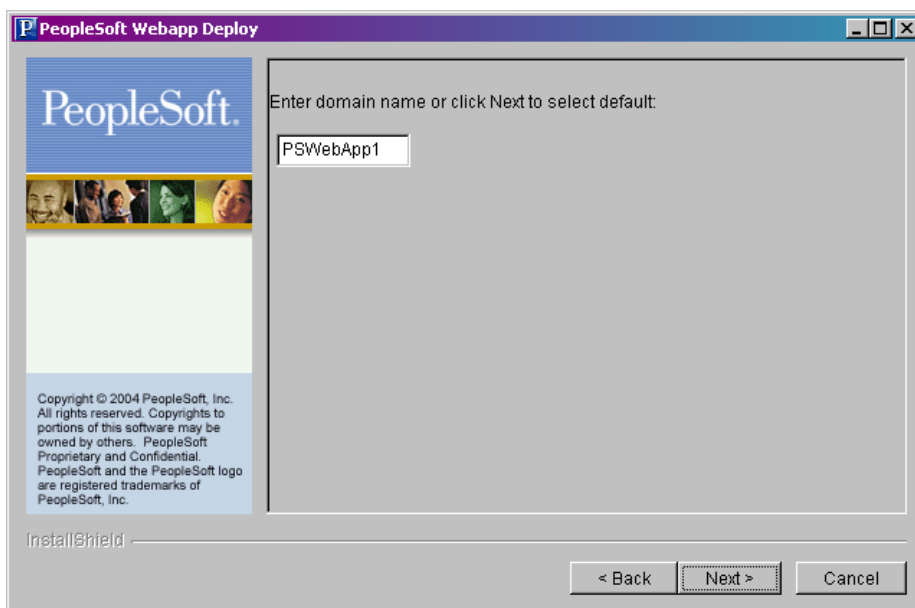 PeopleSoft Webapp Deploy
PeopleSoft.
Enter domain name or click Next to select default:
PSWebApp1
Copyright © 2004 PeopleSoft, Inc.
All rights reserved. Copyrights to
portions of this software may be
owned by others. PeopleSoft
Proprietary and Confidential.
PeopleSoft and the PeopleSoft logo
are registered trademarks of
PeopleSoft, Inc.
InstallShield
< Back
Next >
Cancel